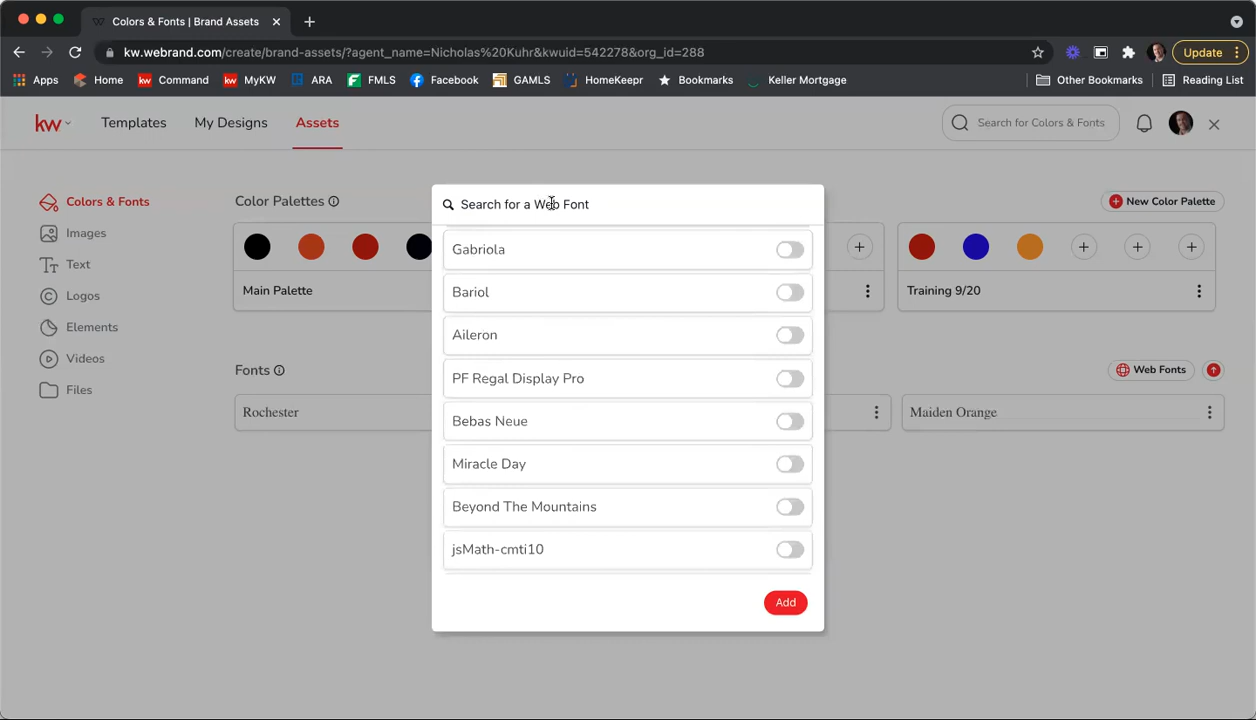 Colors & Fonts | Brand Assets
kw.webrand.com/create/brand-assets/?agent_name=Nicholas%20Kuhr&kwuid=542278&org_id=288
Update
Apps
Home
kw Command
kw MyKW
ARA
FMLS
Facebook
GAMLS
HomeKeepr
Bookmarks
Keller Mortgage
Other Bookmarks
Reading List
kw
Templates
My Designs
Assets
Search for Colors & Fonts
Colors & Fonts
Images
Text
Logos
Elements
Videos
Files
Color Palettes
New Color Palette
Main Palette
Training 9/20
Fonts
Web Fonts
Rochester
Maiden Orange
Search for a Web Font
Gabriola
Bariol
Aileron
PF Regal Display Pro
Bebas Neue
Miracle Day
Beyond The Mountains
jsMath-cmti10
Add